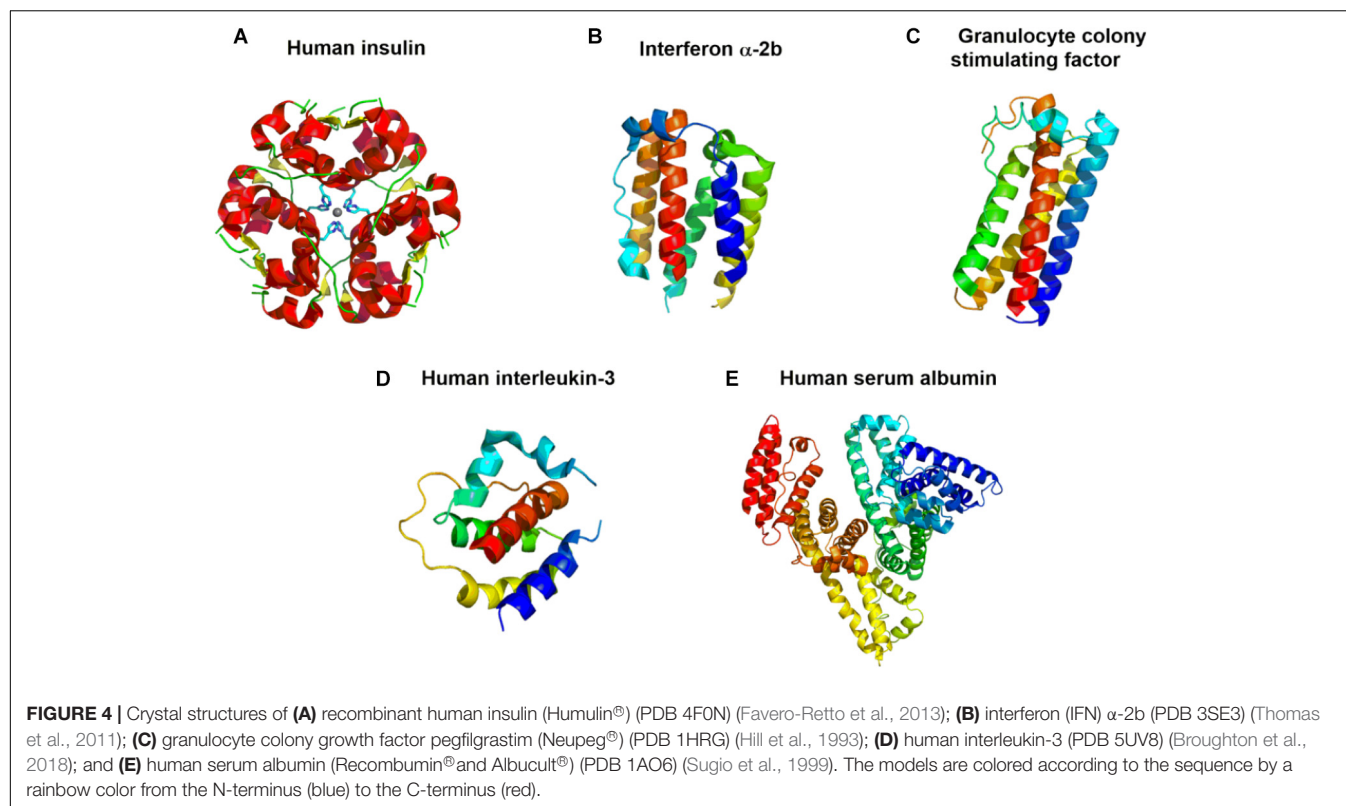 A Human insulin
B Interferon α-2b
C Granulocyte colony
stimulating factor
D Human interleukin-3
E Human serum albumin
FIGURE 4 | Crystal structures of (A) recombinant human insulin (Humulin®) (PDB 4F0N) (Favero-Retto et al., 2013); (B) interferon (IFN) α-2b (PDB 3SE3) (Thomas
et al., 2011); (C) granulocyte colony growth factor pegfilgrastim (Neupeg®) (PDB 1HRG) (Hill et al., 1993); (D) human interleukin-3 (PDB 5UV8) (Broughton et al.,
2018); and (E) human serum albumin (Recombumin®and Albucult®) (PDB 1AO6) (Sugio et al., 1999). The models are colored according to the sequence by a
rainbow color from the N-terminus (blue) to the C-terminus (red).